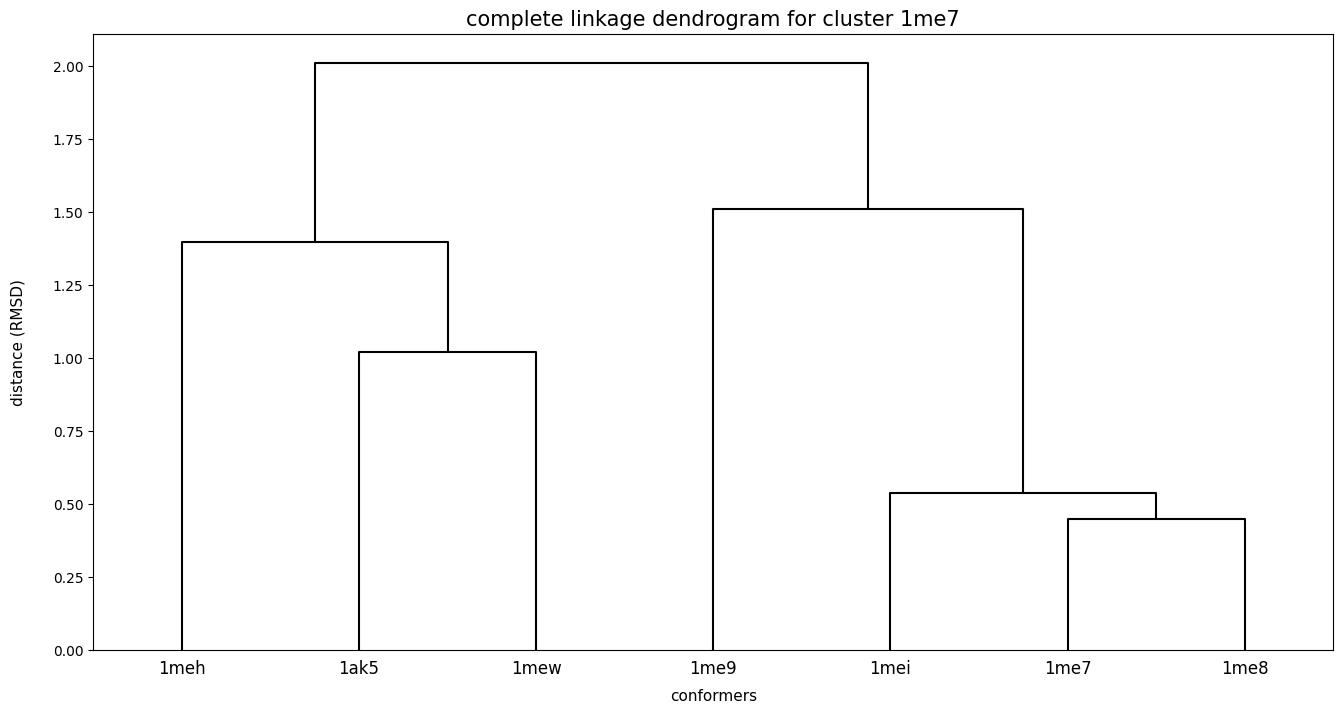 complete linkage dendrogram for cluster 1me7
2.00
1.75
1.50
1.25
1.00
0.75
0.50
0.25
0.00
distance (RMSD)
1meh 1ak5 1mew 1me9 1mei 1me7 1me8
conformers